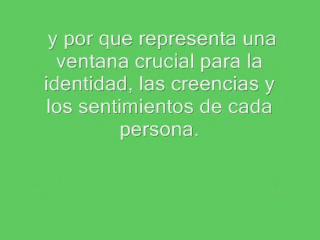 y por que representa una
ventana crucial para la
identidad, las creencias y
los sentimientos de cada
persona.